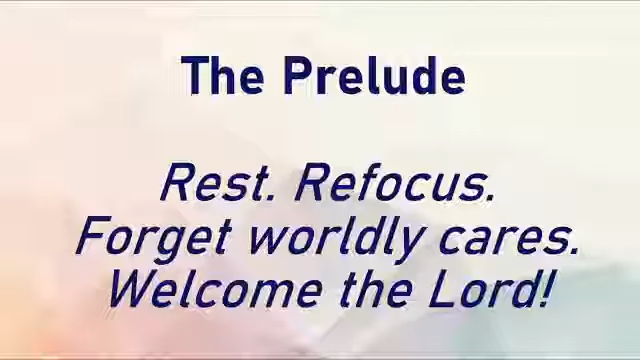 The Prelude
Rest. Refocus.
Forget worldly cares.
Welcome the Lord!